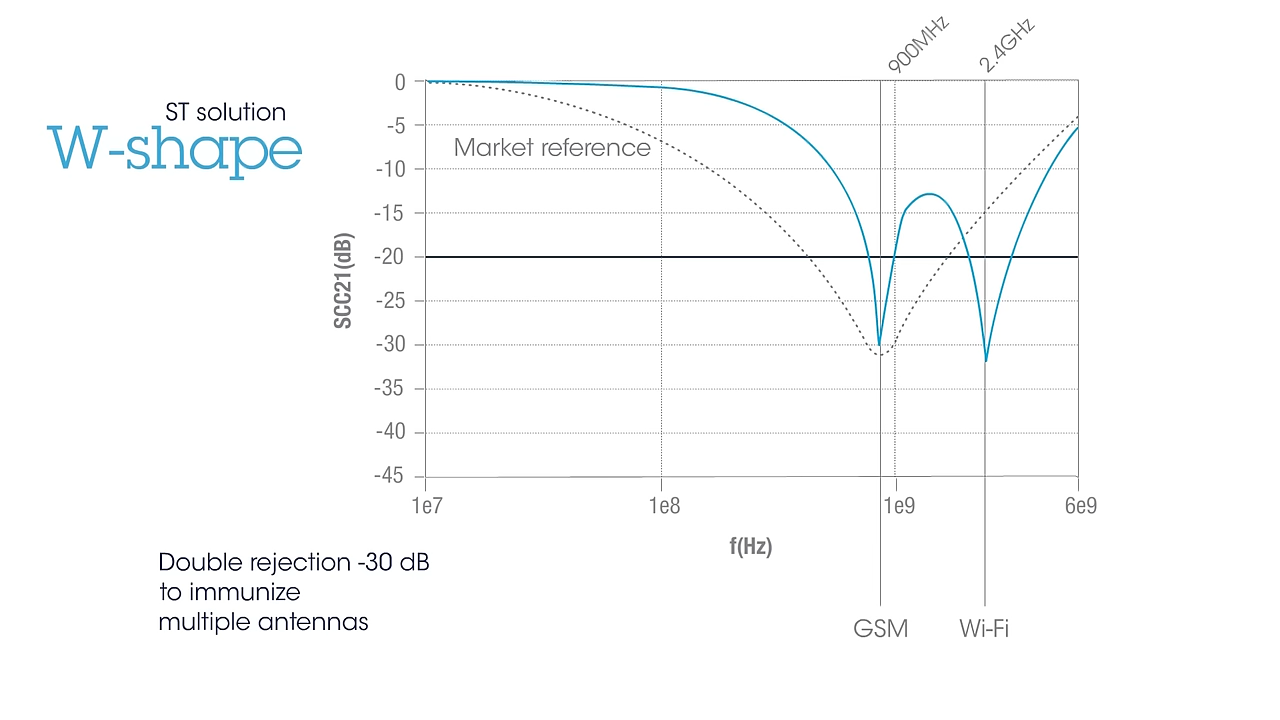 900MHz
2.4GHz
ST solution
W-shape
Market reference
SCC21(dB)
0
-5
-10
-15
-20
-25
-30
-35
-40
-45
1e7
1e8
1e9
6e9
f(Hz)
Double rejection -30 dB
to immunize
multiple antennas
GSM
Wi-Fi